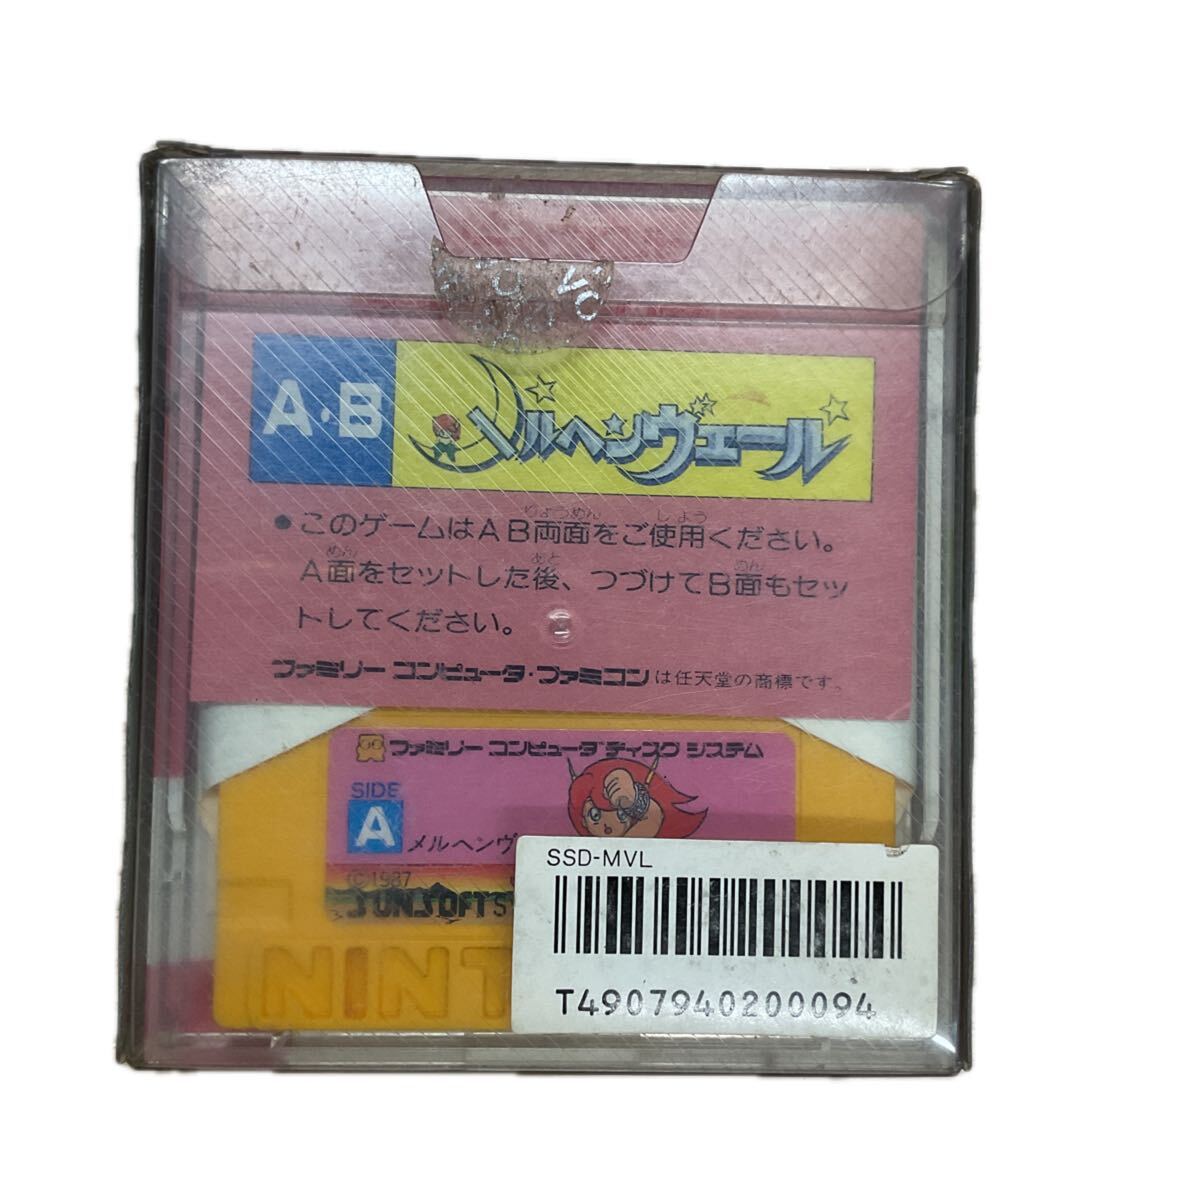 A・B
メルヘンヴェール
●このゲームはAB両面をご使用ください。
A面をセットした後、つづけてB面もセッ
トしてください。
ファミリー コンピュータ・ファミコンは任天堂の商標です。
ファミリー コンピュータ ディスク システム
SIDE
A
メルヘンヴ
©1987
SUNSOFT
NINT
SSD-MVL
T4907940200094